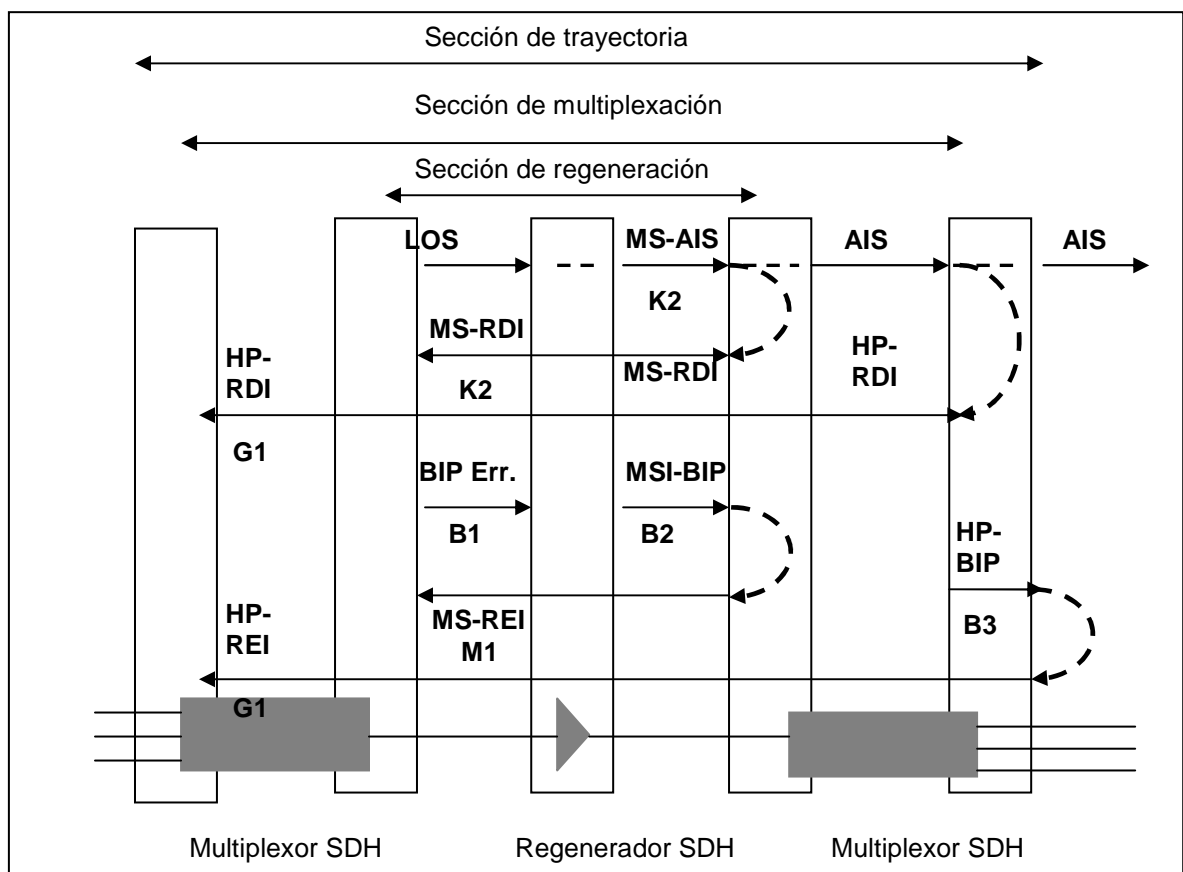 Sección de trayectoria
Sección de multiplexación
Sección de regeneración
LOS
MS-AIS
AIS
AIS
K2
MS-RDI
HP-
RDI
MS-RDI
HP-
RDI
K2
G1
BIP Err.
MSI-BIP
B1
B2
HP-
BIP
HP-
REI
MS-REI
M1
B3
G1
Multiplexor SDH
Regenerador SDH
Multiplexor SDH